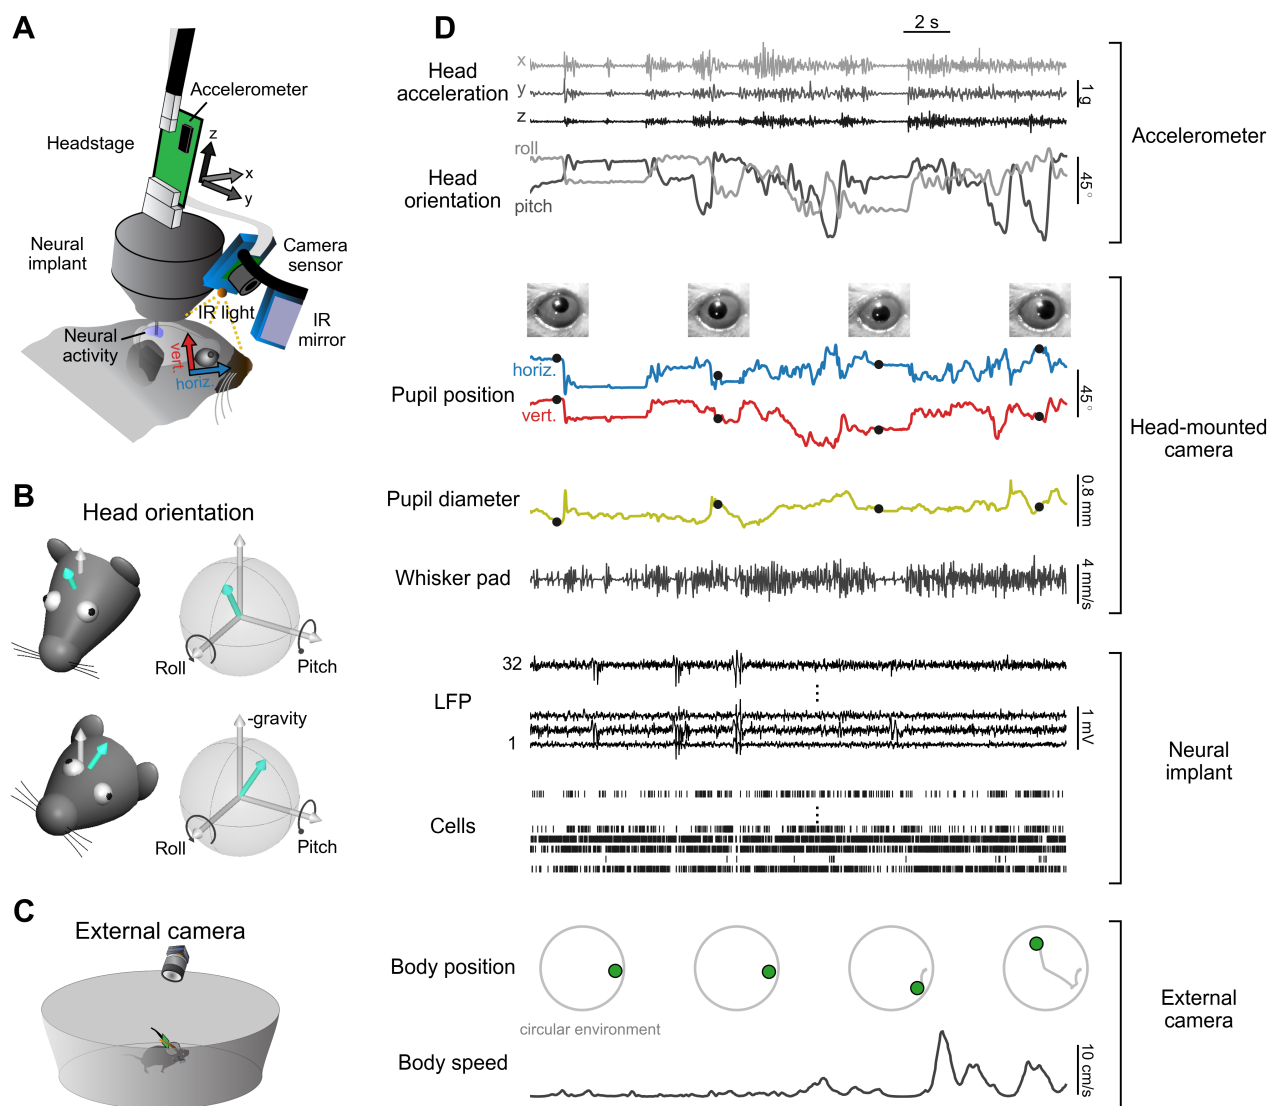 A
Accelerometer
Headstage
z
x
y
Neural
implant
Camera
sensor
IR light
IR
mirror
Neural
activity
vert.
horiz.
B
Head orientation
Roll
Pitch
-gravity
Roll
Pitch
C
External camera
D
2 s
Head
acceleration
x
y
z
1 g
Head
orientation
roll
pitch
45°
Accelerometer
Pupil position
horiz.
vert.
45°
Pupil diameter
0.8 mm
Whisker pad
4 mm/s
Head-mounted
camera
LFP
32
1
1 mV
Cells
Neural
implant
Body position
circular environment
Body speed
10 cm/s
External
camera